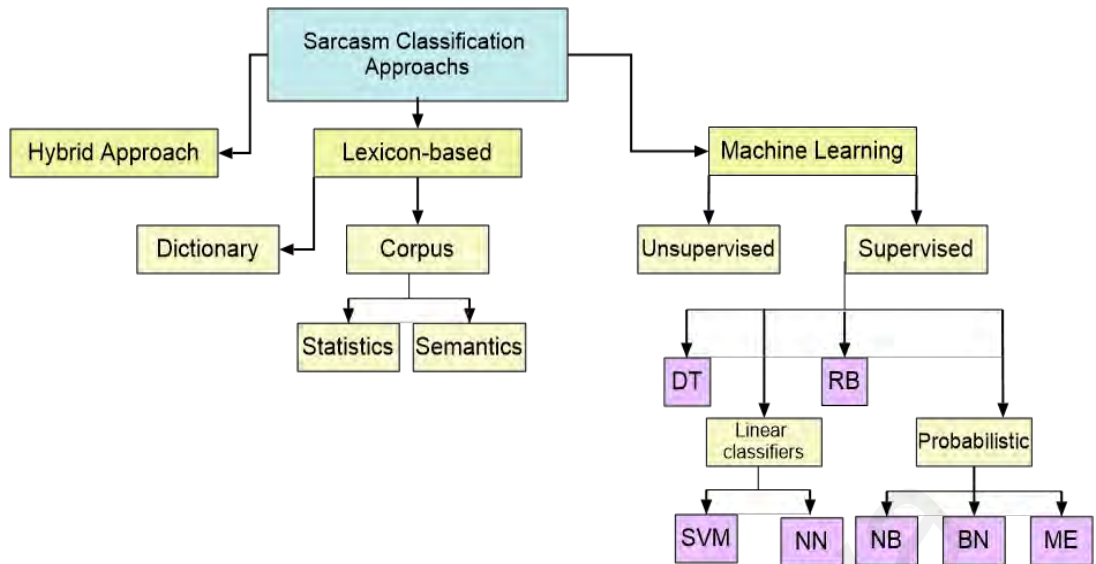 Sarcasm Classification
Approachs
Hybrid Approach
Lexicon-based
Machine Learning
Dictionary
Corpus
Unsupervised
Supervised
Statistics
Semantics
DT
RB
Linear
classifiers
Probabilistic
SVM
NN
NB
BN
ME